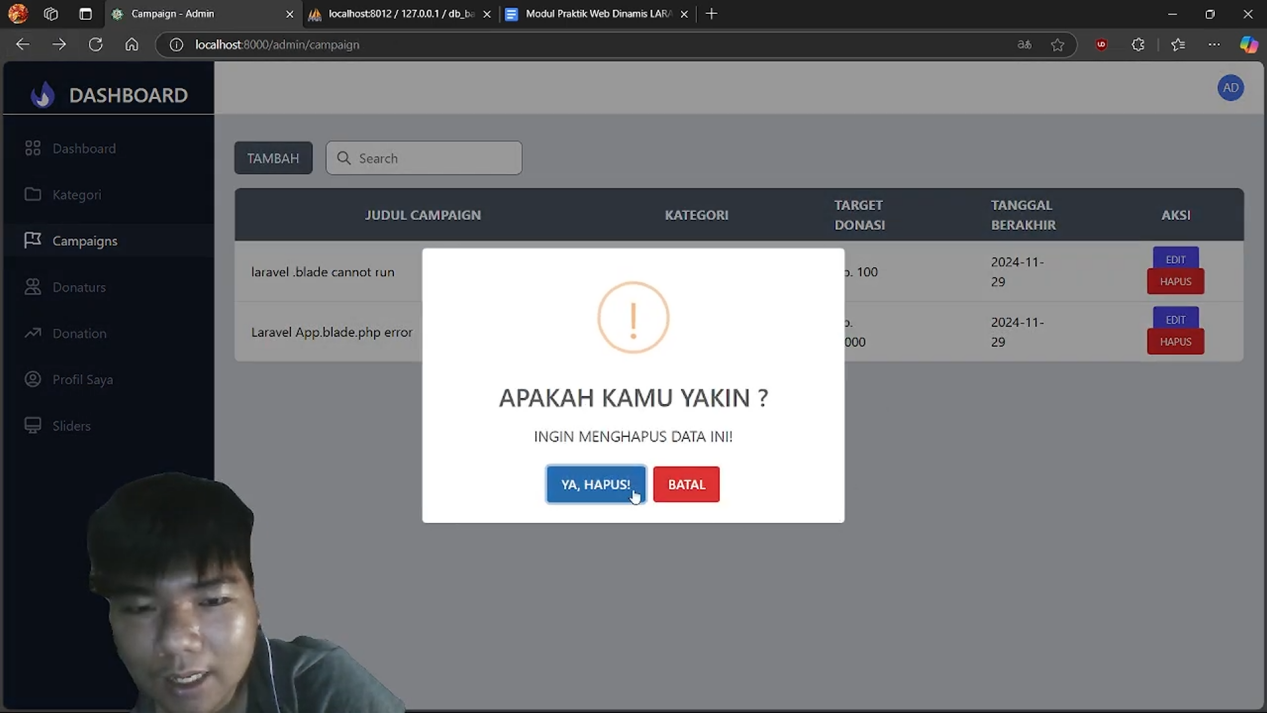 Campaign - Admin
localhost:8012 / 127.0.0.1 / db_ba
Modul Praktik Web Dinamis LARA
localhost:8000/admin/campaign
DASHBOARD
AD
Dashboard
Kategori
Campaigns
Donaturs
Donation
Profil Saya
Sliders
TAMBAH
Search
JUDUL CAMPAIGN
KATEGORI
TARGET
DONASI
TANGGAL
BERAKHIR
AKSI
laravel .blade cannot run
p. 100
2024-11-
29
EDIT
HAPUS
Laravel App.blade.php error
p.
000
2024-11-
29
EDIT
HAPUS
APAKAH KAMU YAKIN ?
INGIN MENGHAPUS DATA INI!
YA, HAPUS!
BATAL